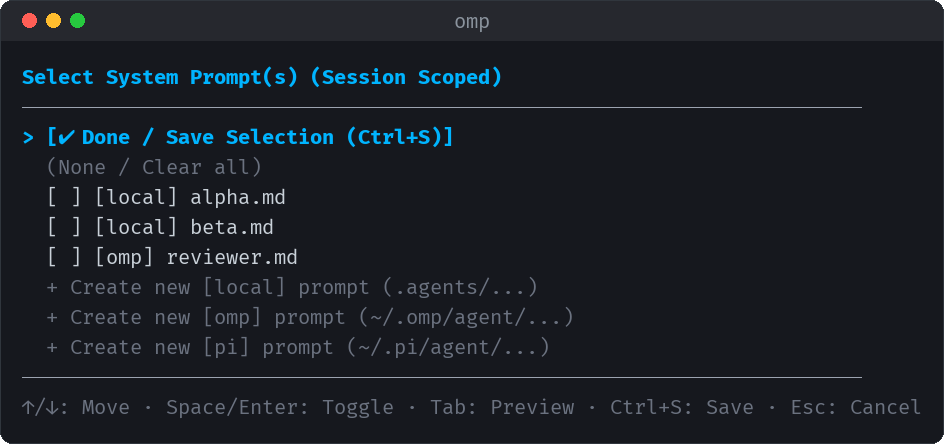 omp
Select System Prompt(s) (Session Scoped)
> [✔ Done / Save Selection (Ctrl+S)]
(None / Clear all)
[ ] [local] alpha.md
[ ] [local] beta.md
[ ] [omp] reviewer.md
+ Create new [local] prompt (.agents/...)
+ Create new [omp] prompt (~/.omp/agent/...)
+ Create new [pi] prompt (~/.pi/agent/...)
↑/↓: Move · Space/Enter: Toggle · Tab: Preview · Ctrl+S: Save · Esc: Cancel